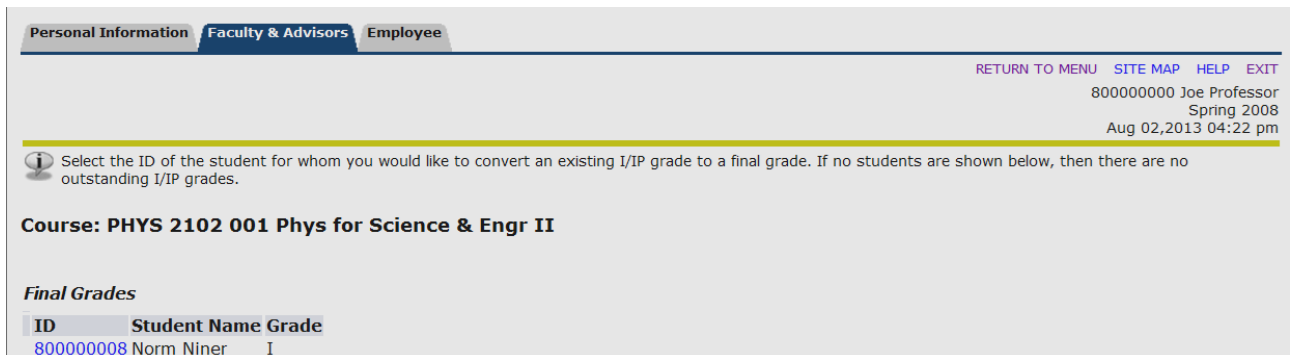 Personal Information Faculty & Advisors Employee
RETURN TO MENU SITE MAP HELP EXIT
800000000 Joe Professor
Spring 2008
Aug 02,2013 04:22 pm
Select the ID of the student for whom you would like to convert an existing I/IP grade to a final grade. If no students are shown below, then there are no
outstanding I/IP grades.
Course: PHYS 2102 001 Phys for Science & Engr II
Final Grades
ID Student Name Grade
800000008 Norm Niner I